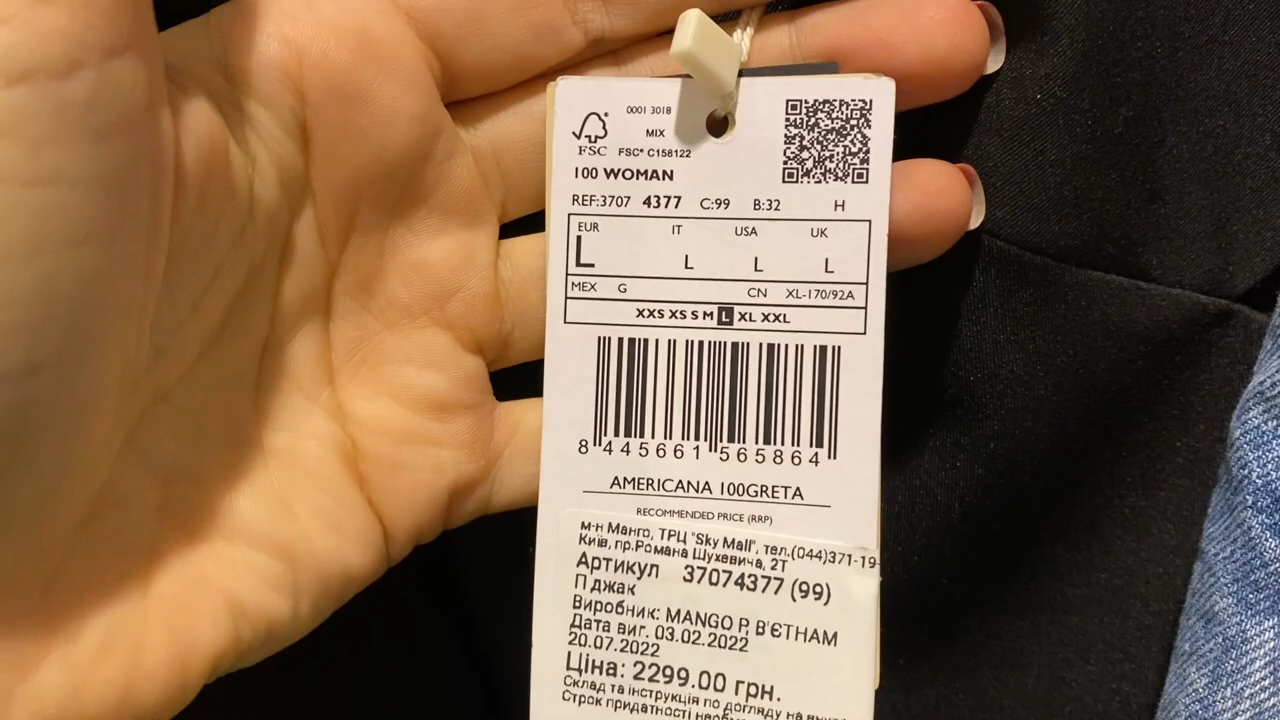 0001 3018
MIX
FSC® FSC® C158122
100 WOMAN
REF:3707 4377 C:99 B:32 H
EUR IT USA UK
L L L L
MEX G CN XL-170/92A
XXS XS S M L XL XXL
8 445661 565864
AMERICANA 100GRETA
RECOMMENDED PRICE (RRP)
м-н Манго, ТРЦ "Sky Mall", тел.(044)371-19-
Київ, пр.Романа Шухевича, 2Т
Артикул 37074377 (99)
Піджак
Виробник: MANGO Р, В'ЄТНАМ
Дата виг. 03.02.2022
20.07.2022
Ціна: 2299.00 грн.
Склад та інструкція по догляду на
Строк придатності